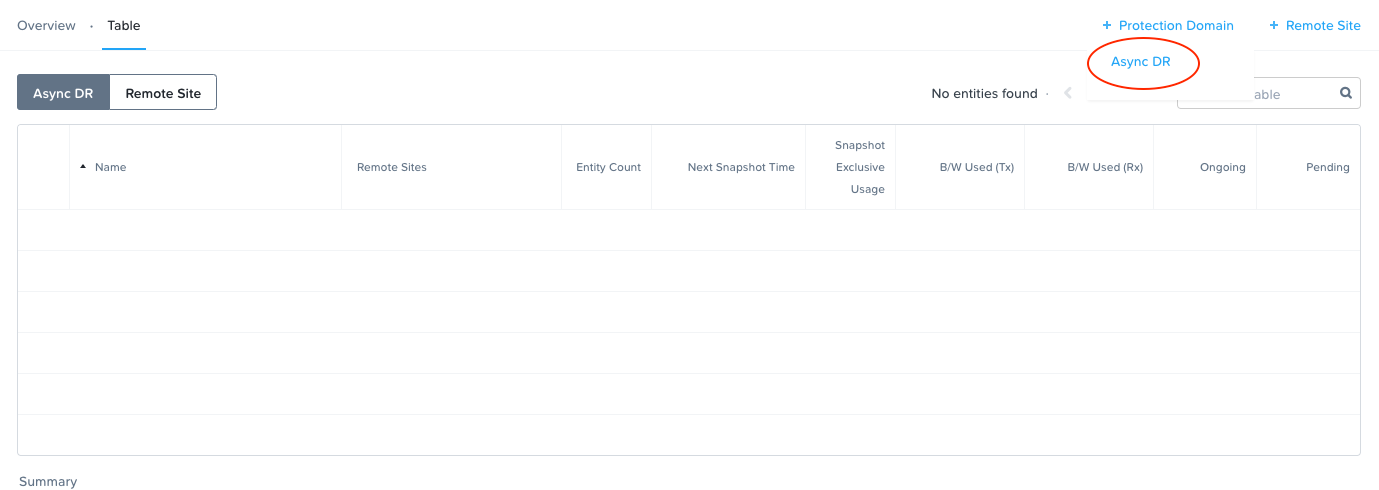 Overview · Table
+ Protection Domain
+ Remote Site
Async DR
Async DR
Remote Site
No entities found ·
able
Name
Remote Sites
Entity Count
Next Snapshot Time
Snapshot
Exclusive
Usage
B/W Used (Tx)
B/W Used (Rx)
Ongoing
Pending
Summary